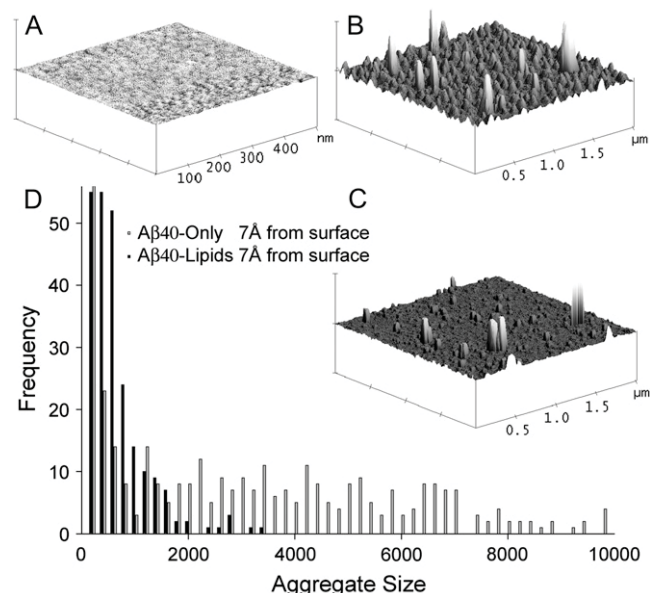 A
nm
400
300
200
100
B
µm
1.5
1.0
0.5
D
Aβ40-Only 7Å from surface
Aβ40-Lipids 7Å from surface
C
µm
1.5
1.0
0.5
50
40
30
20
10
0
Frequency
0 2000 4000 6000 8000 10000
Aggregate Size